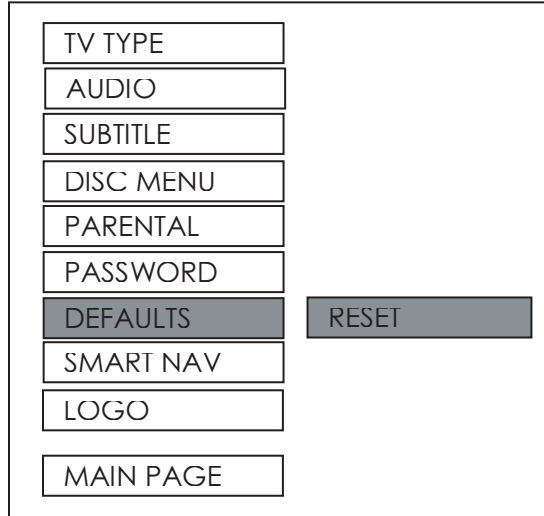 TV TYPE
AUDIO
SUBTITLE
DISC MENU
PARENTAL
PASSWORD
DEFAULTS RESET
SMART NAV
LOGO
MAIN PAGE